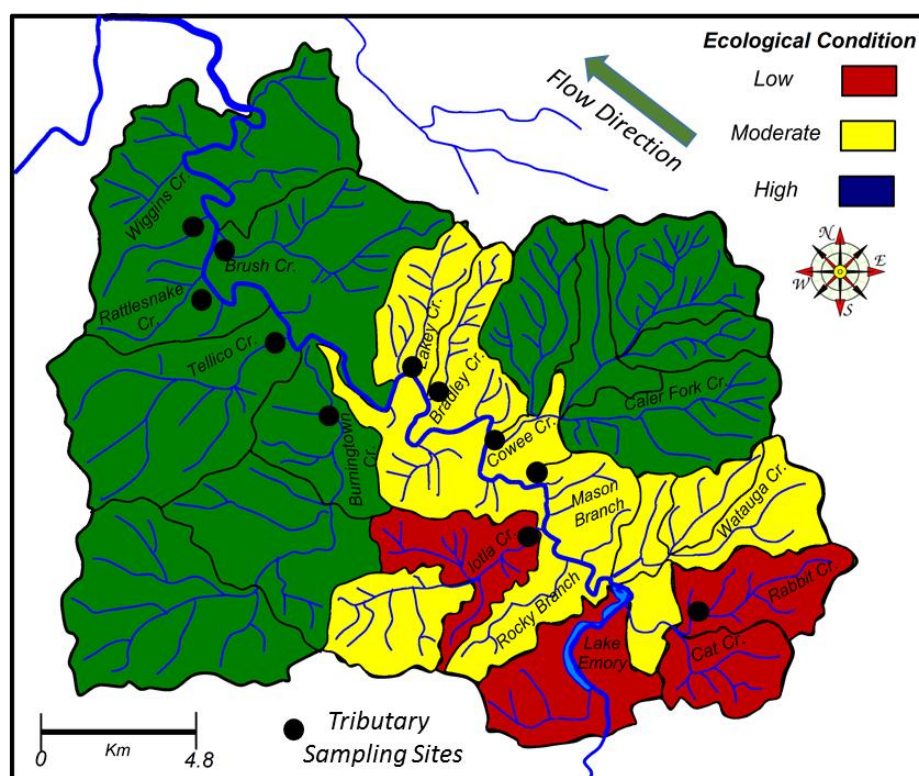 Ecological Condition
Low
Moderate
High
Flow Direction
N
W
E
S
Wiggins Cr.
Brush Cr.
Rattlesnake
Cr.
Tellico Cr.
Lakey Cr.
Bradley Cr.
Burningtown
Cr.
Cowee Cr.
Caler Fork Cr.
Mason
Branch
Watauga Cr.
Iotla Cr.
Rocky Branch
Rabbit Cr
Cat Cr.
Lake
Emory
Tributary
Sampling Sites
Km
0
4.8